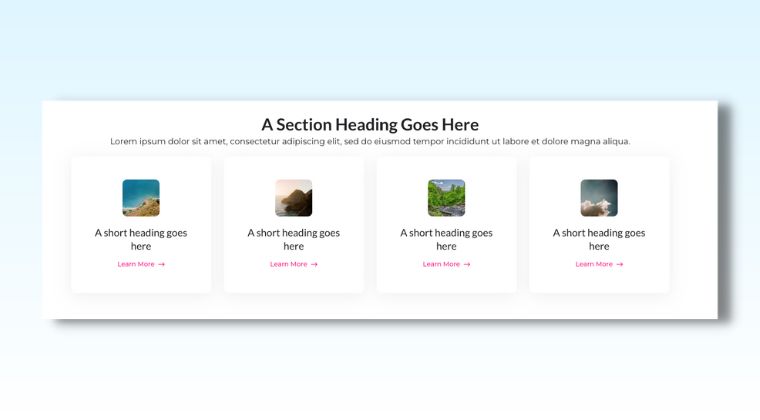 A Section Heading Goes Here
Lorem ipsum dolor sit amet, consectetur adipiscing elit, sed do eiusmod tempor incididunt ut labore et dolore magna aliqua.
A short heading goes
here
Learn More →
A short heading goes
here
Learn More →
A short heading goes
here
Learn More →
A short heading goes
here
Learn More →